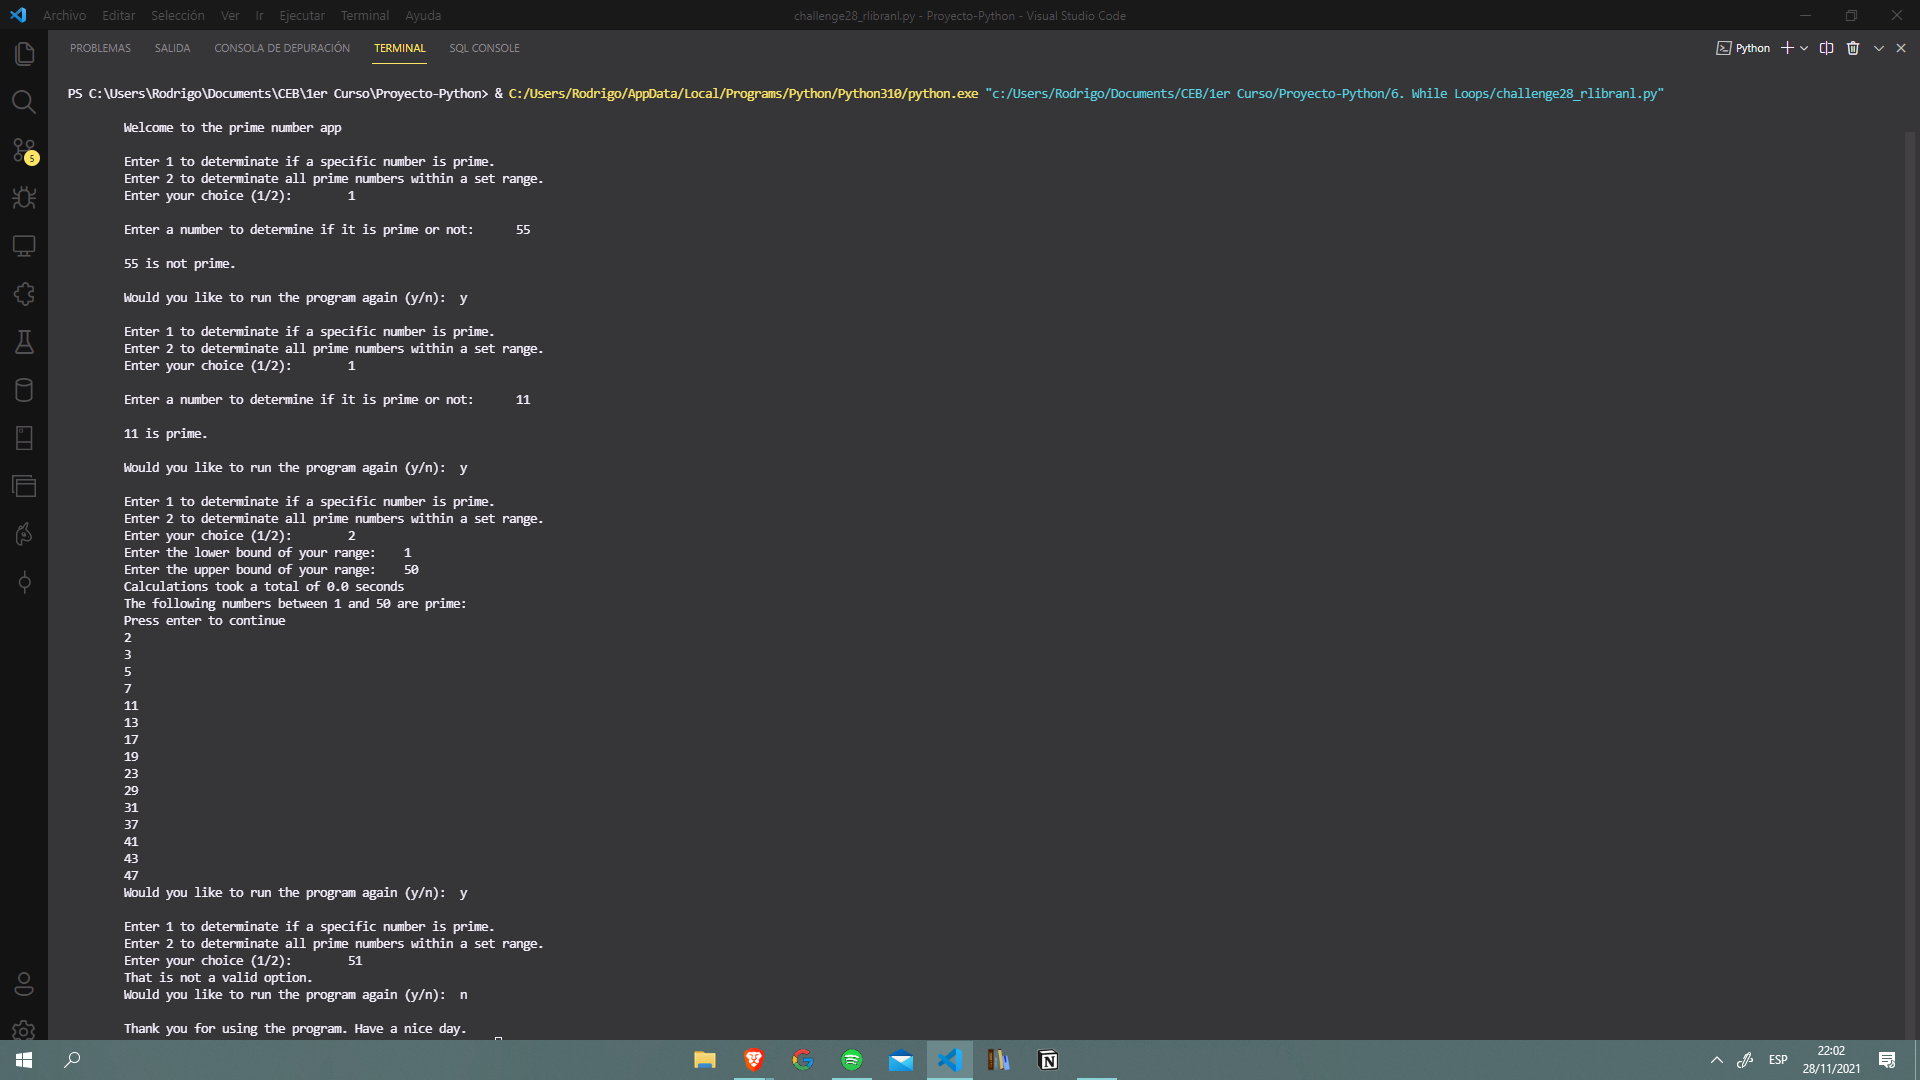 Archivo Editar Selección Ver Ir Ejecutar Terminal Ayuda
challenge28_rlibranl.py - Proyecto-Python - Visual Studio Code
PROBLEMAS SALIDA CONSOLA DE DEPURACIÓN TERMINAL SQL CONSOLE
Python
PS C:\Users\Rodrigo\Documents\CEB\1er Curso\Proyecto-Python> & C:/Users/Rodrigo/AppData/Local/Programs/Python/Python310/python.exe "c:/Users/Rodrigo/Documents/CEB/1er Curso/Proyecto-Python/6. While Loops/challenge28_rlibranl.py"
Welcome to the prime number app
Enter 1 to determinate if a specific number is prime.
Enter 2 to determinate all prime numbers within a set range.
Enter your choice (1/2): 1
Enter a number to determine if it is prime or not: 55
55 is not prime.
Would you like to run the program again (y/n): y
Enter 1 to determinate if a specific number is prime.
Enter 2 to determinate all prime numbers within a set range.
Enter your choice (1/2): 1
Enter a number to determine if it is prime or not: 11
11 is prime.
Would you like to run the program again (y/n): y
Enter 1 to determinate if a specific number is prime.
Enter 2 to determinate all prime numbers within a set range.
Enter your choice (1/2): 2
Enter the lower bound of your range: 1
Enter the upper bound of your range: 50
Calculations took a total of 0.0 seconds
The following numbers between 1 and 50 are prime:
Press enter to continue
2
3
5
7
11
13
17
19
23
29
31
37
41
43
47
Would you like to run the program again (y/n): y
Enter 1 to determinate if a specific number is prime.
Enter 2 to determinate all prime numbers within a set range.
Enter your choice (1/2): 51
That is not a valid option.
Would you like to run the program again (y/n): n
Thank you for using the program. Have a nice day.
5
ESP
22:02
28/11/2021